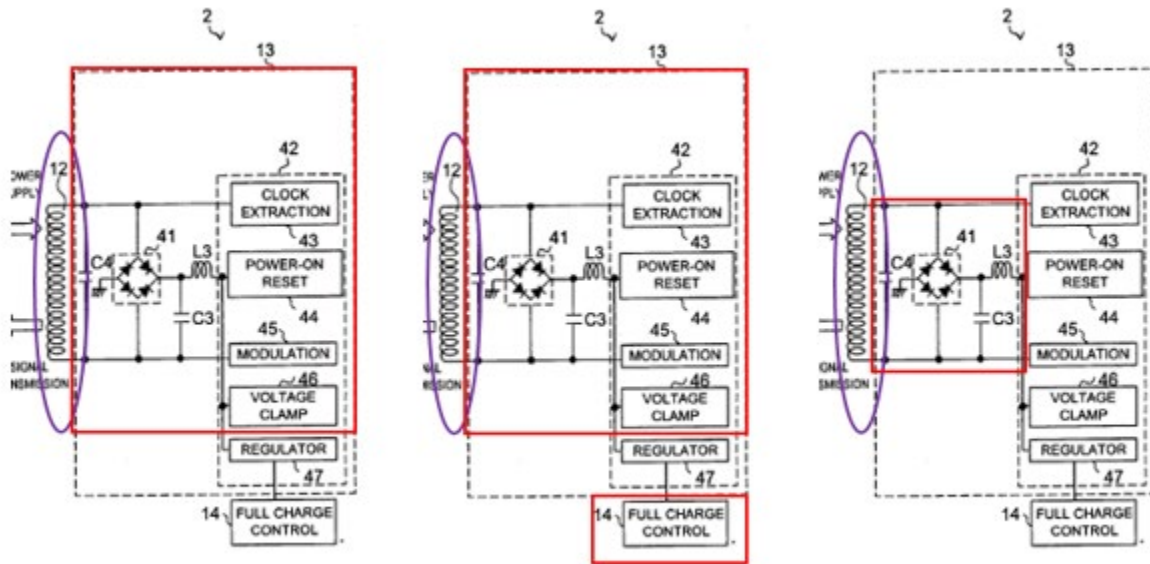 2
13
42
OWER
UPPLY
12
CLOCK
EXTRACTION
41
L3
43
C4
POWER-ON
RESET
C3
44
45
MODULATION
SIGNAL
46
VOLTAGE
CLAMP
REGULATOR
47
14
FULL CHARGE
CONTROL
2
13
42
12
CLOCK
EXTRACTION
41
L3
43
C4
POWER-ON
RESET
C3
44
45
MODULATION
46
VOLTAGE
CLAMP
REGULATOR
47
14
FULL CHARGE
CONTROL
2
13
42
12
CLOCK
EXTRACTION
41
L3
43
C4
POWER-ON
RESET
C3
44
45
MODULATION
46
VOLTAGE
CLAMP
REGULATOR
47
14
FULL CHARGE
CONTROL